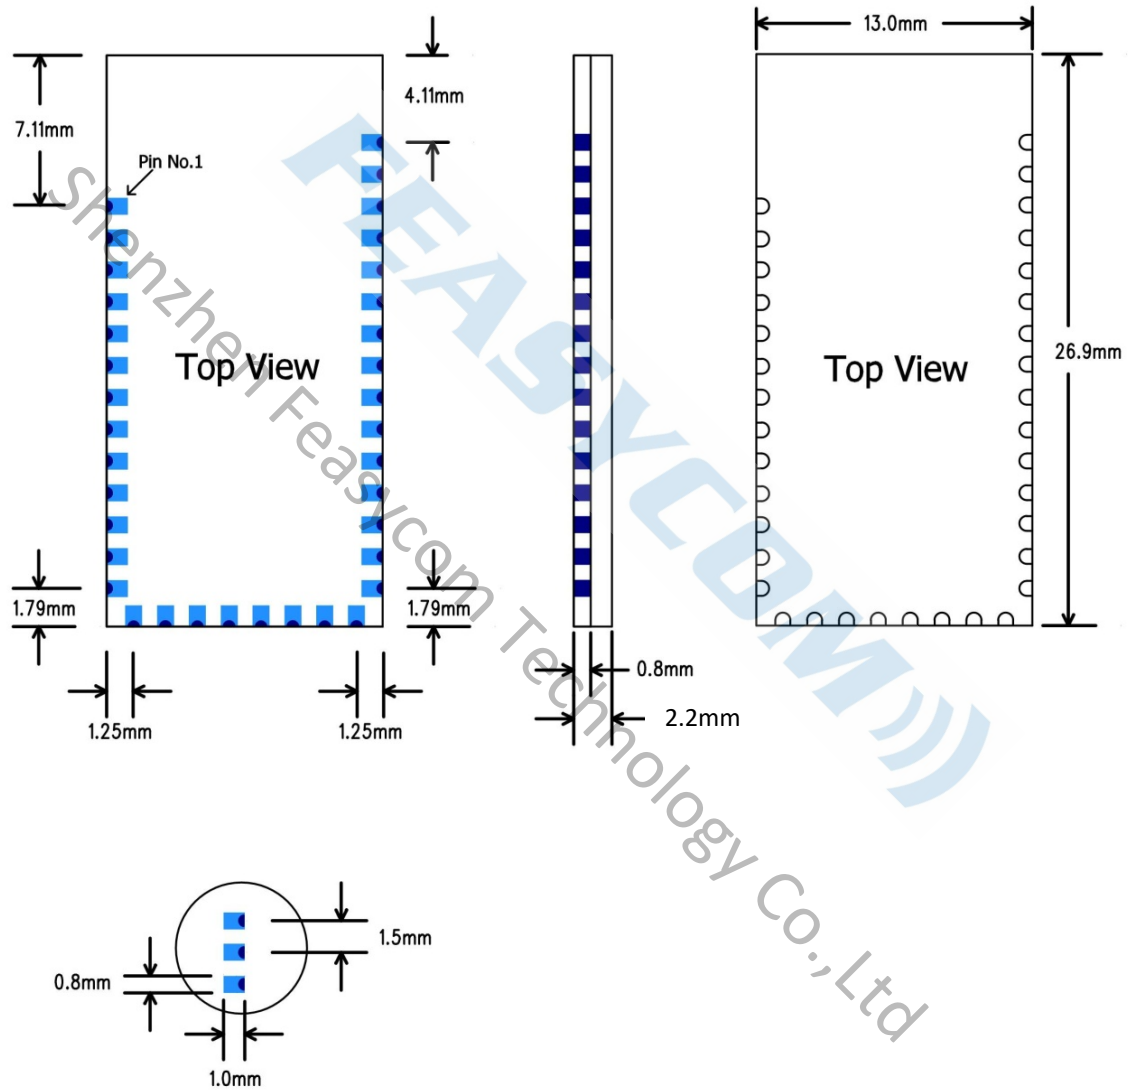 13.0mm
4.11mm
7.11mm
Pin No.1
Top View
Top View
26.9mm
1.79mm
1.79mm
0.8mm
2.2mm
1.25mm
1.25mm
1.5mm
0.8mm
1.0mm
FEASYCOM
Shenzhen Feasycom Technology Co.,Ltd